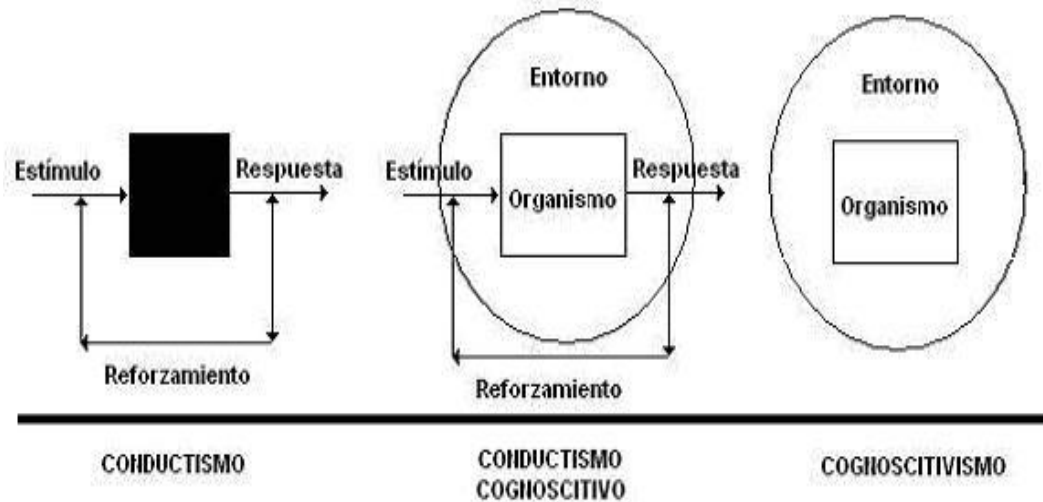 Estímulo
Respuesta
Reforzamiento
CONDUCTISMO
Entorno
Estímulo
Organismo
Respuesta
Reforzamiento
CONDUCTISMO
COGNOSCITIVO
Entorno
Organismo
COGNOSCITIVISMO